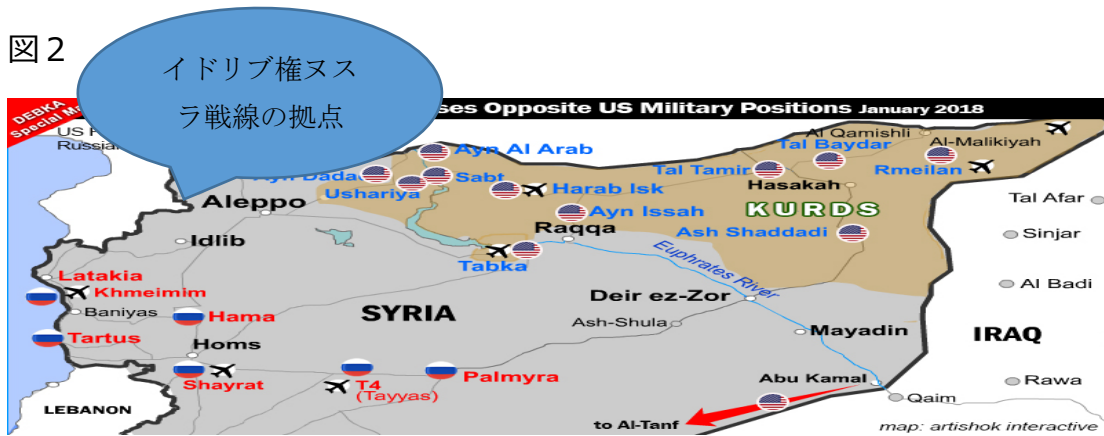 図２
イドリブ権ヌス
ラ戦線の拠点
DEBKA
Special
ses Opposite US Military Positions January 2018
US
Russian
Ayn Al Arab
Ayn Dadat
Sabt
Ushariya
Harab Isk
Al Qamishli
Tal Baydar
Al-Malikiyah
Tal Tamir
Rmeilan
Hasakah
Aleppo
Ayn Issah
KURDS
Tal Afar
Raqqa
Ash Shaddadi
Sinjar
Idlib
Tabka
Euphrates River
Latakia
Khmeimim
Al Badi
Deir ez-Zor
Baniyas
Hama
SYRIA
Ash-Shula
Mayadin
IRAQ
Tartus
Homs
Shayrat
T4
(Tayyas)
Palmyra
Abu Kamal
Rawa
Qaim
LEBANON
to Al-Tanf
map: artishok interactive